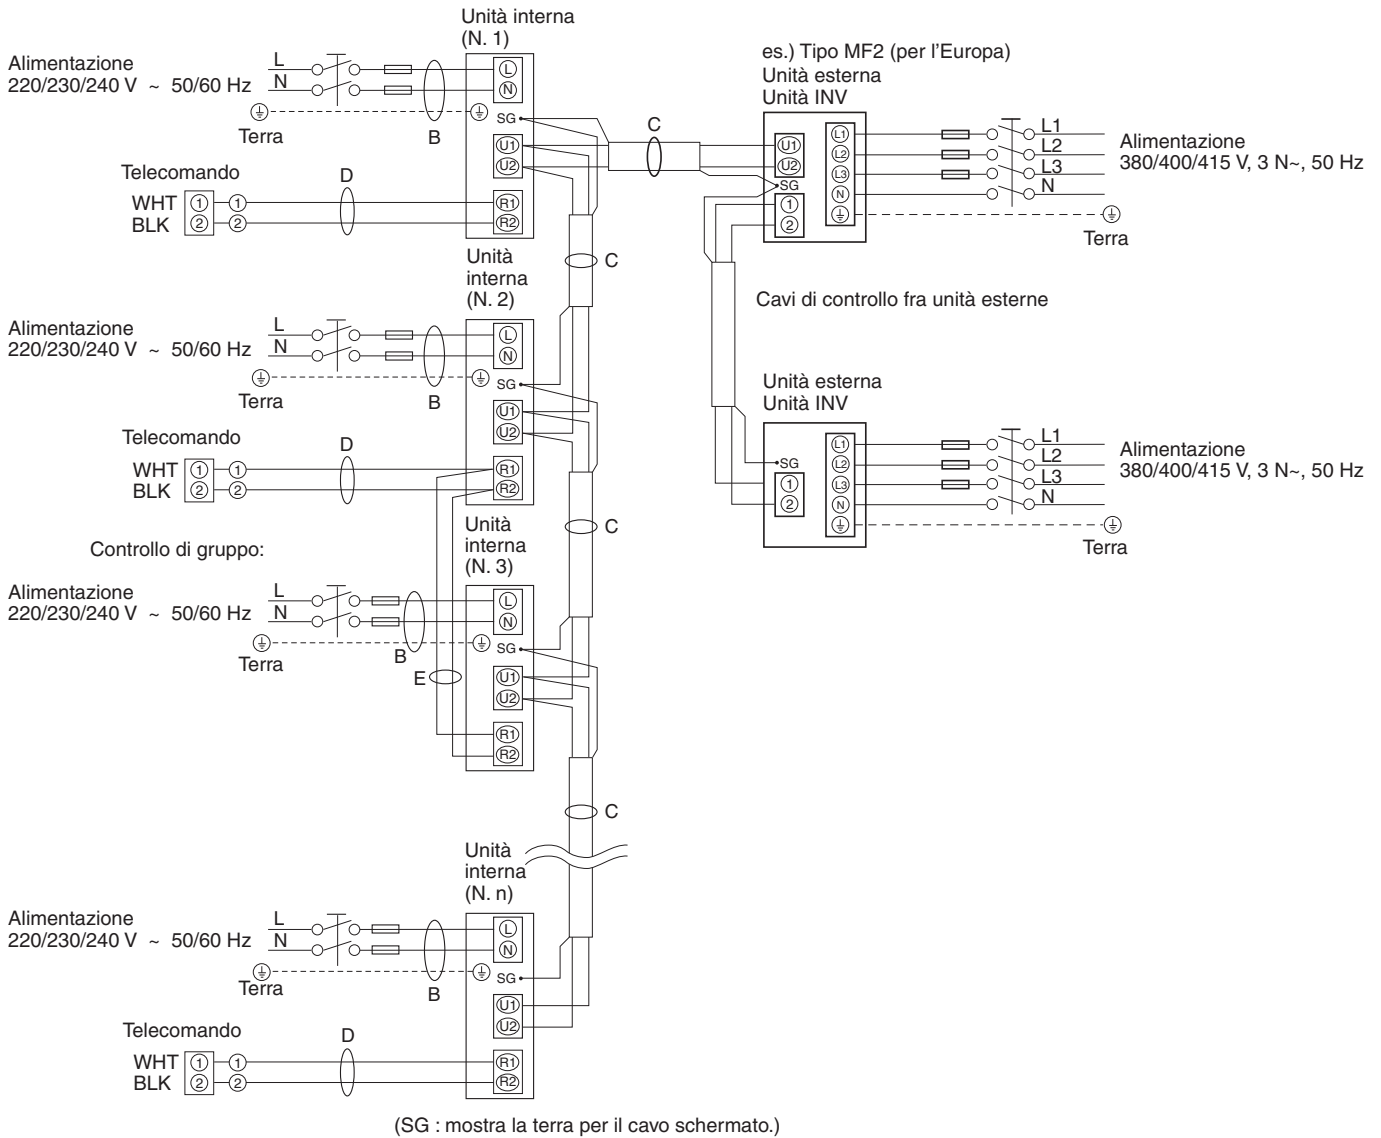 Unità interna
(N. 1)
Alimentazione
220/230/240 V ~ 50/60 Hz
L
N
Terra
B
L
N
SG
U1
U2
R1
R2
Telecomando
WHT 1 1
BLK 2 2
D
C
es.) Tipo MF2 (per l'Europa)
Unità esterna
Unità INV
U1
U2
SG
1
2
L1
L2
L3
N
L1
L2
L3
N
Alimentazione
380/400/415 V, 3 N~, 50 Hz
Terra
C
Cavi di controllo fra unità esterne
Unità
interna
(N. 2)
Alimentazione
220/230/240 V ~ 50/60 Hz
L
N
Terra
B
L
N
SG
U1
U2
R1
R2
Telecomando
WHT 1 1
BLK 2 2
D
Unità esterna
Unità INV
SG
1
2
L1
L2
L3
N
L1
L2
L3
N
Alimentazione
380/400/415 V, 3 N~, 50 Hz
Terra
C
Controllo di gruppo:
Unità
interna
(N. 3)
Alimentazione
220/230/240 V ~ 50/60 Hz
L
N
Terra
B
E
L
N
SG
U1
U2
R1
R2
C
Unità
interna
(N. n)
Alimentazione
220/230/240 V ~ 50/60 Hz
L
N
Terra
B
L
N
SG
U1
U2
R1
R2
Telecomando
WHT 1 1
BLK 2 2
D
(SG : mostra la terra per il cavo schermato.)